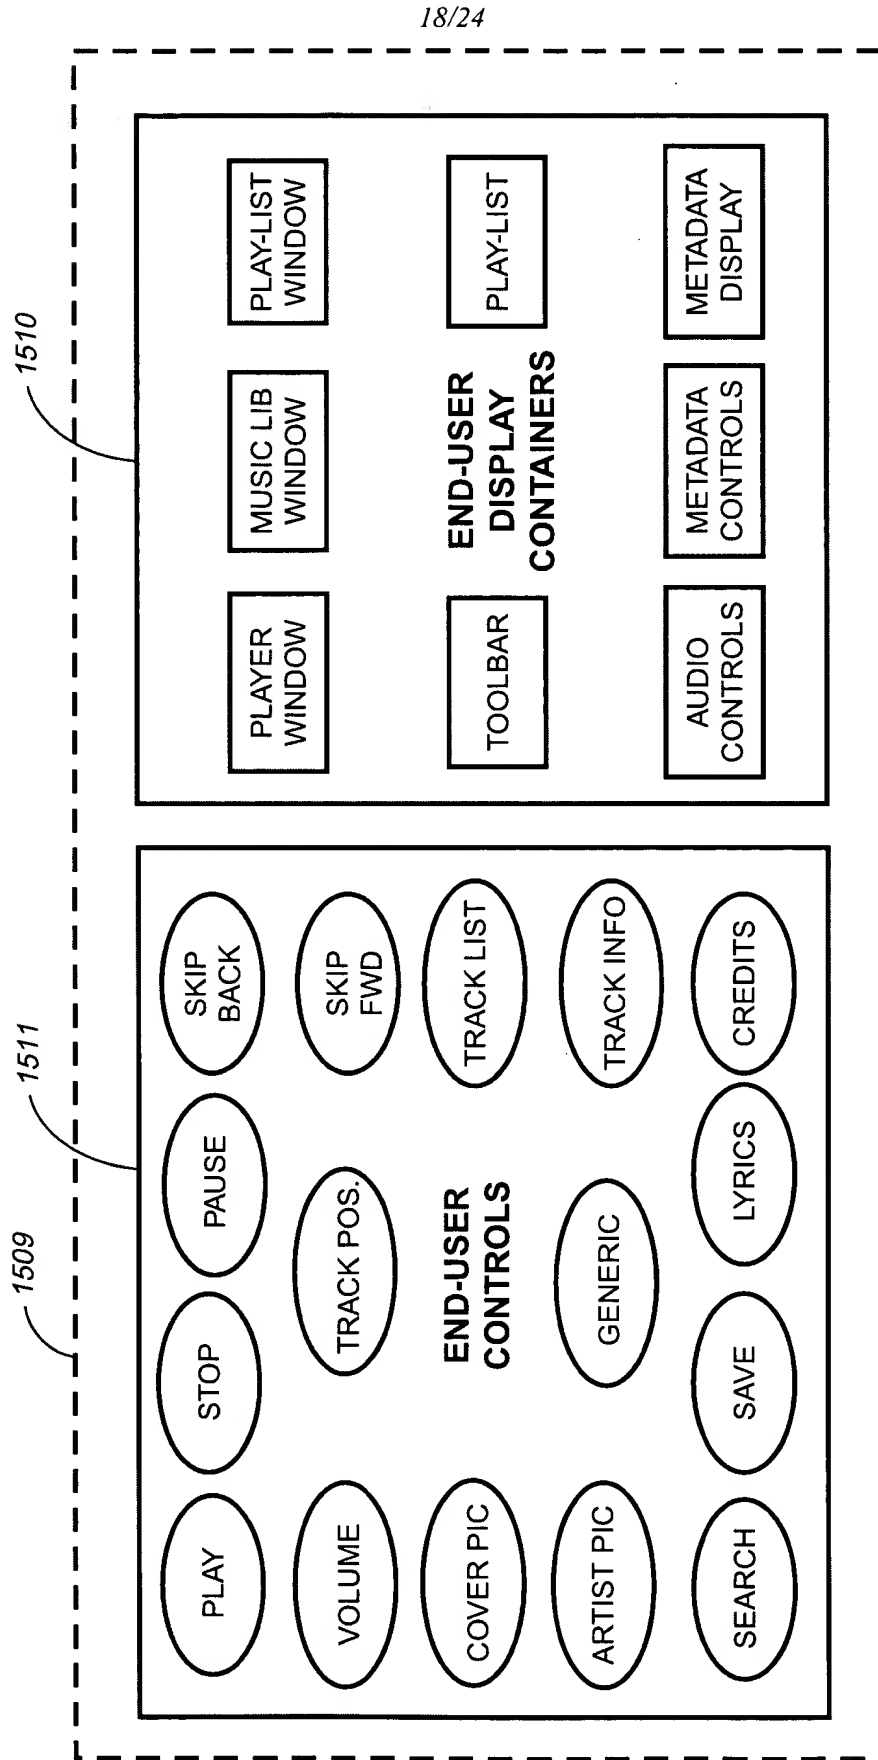 18/24
1509
1511
1510
PLAY
STOP
PAUSE
SKIP
BACK
VOLUME
TRACK POS.
SKIP
FWD
COVER PIC
END-USER
CONTROLS
TRACK LIST
ARTIST PIC
GENERIC
TRACK INFO
SEARCH
SAVE
LYRICS
CREDITS
PLAYER
WINDOW
MUSIC LIB
WINDOW
PLAY-LIST
WINDOW
TOOLBAR
END-USER
DISPLAY
CONTAINERS
PLAY-LIST
AUDIO
CONTROLS
METADATA
CONTROLS
METADATA
DISPLAY